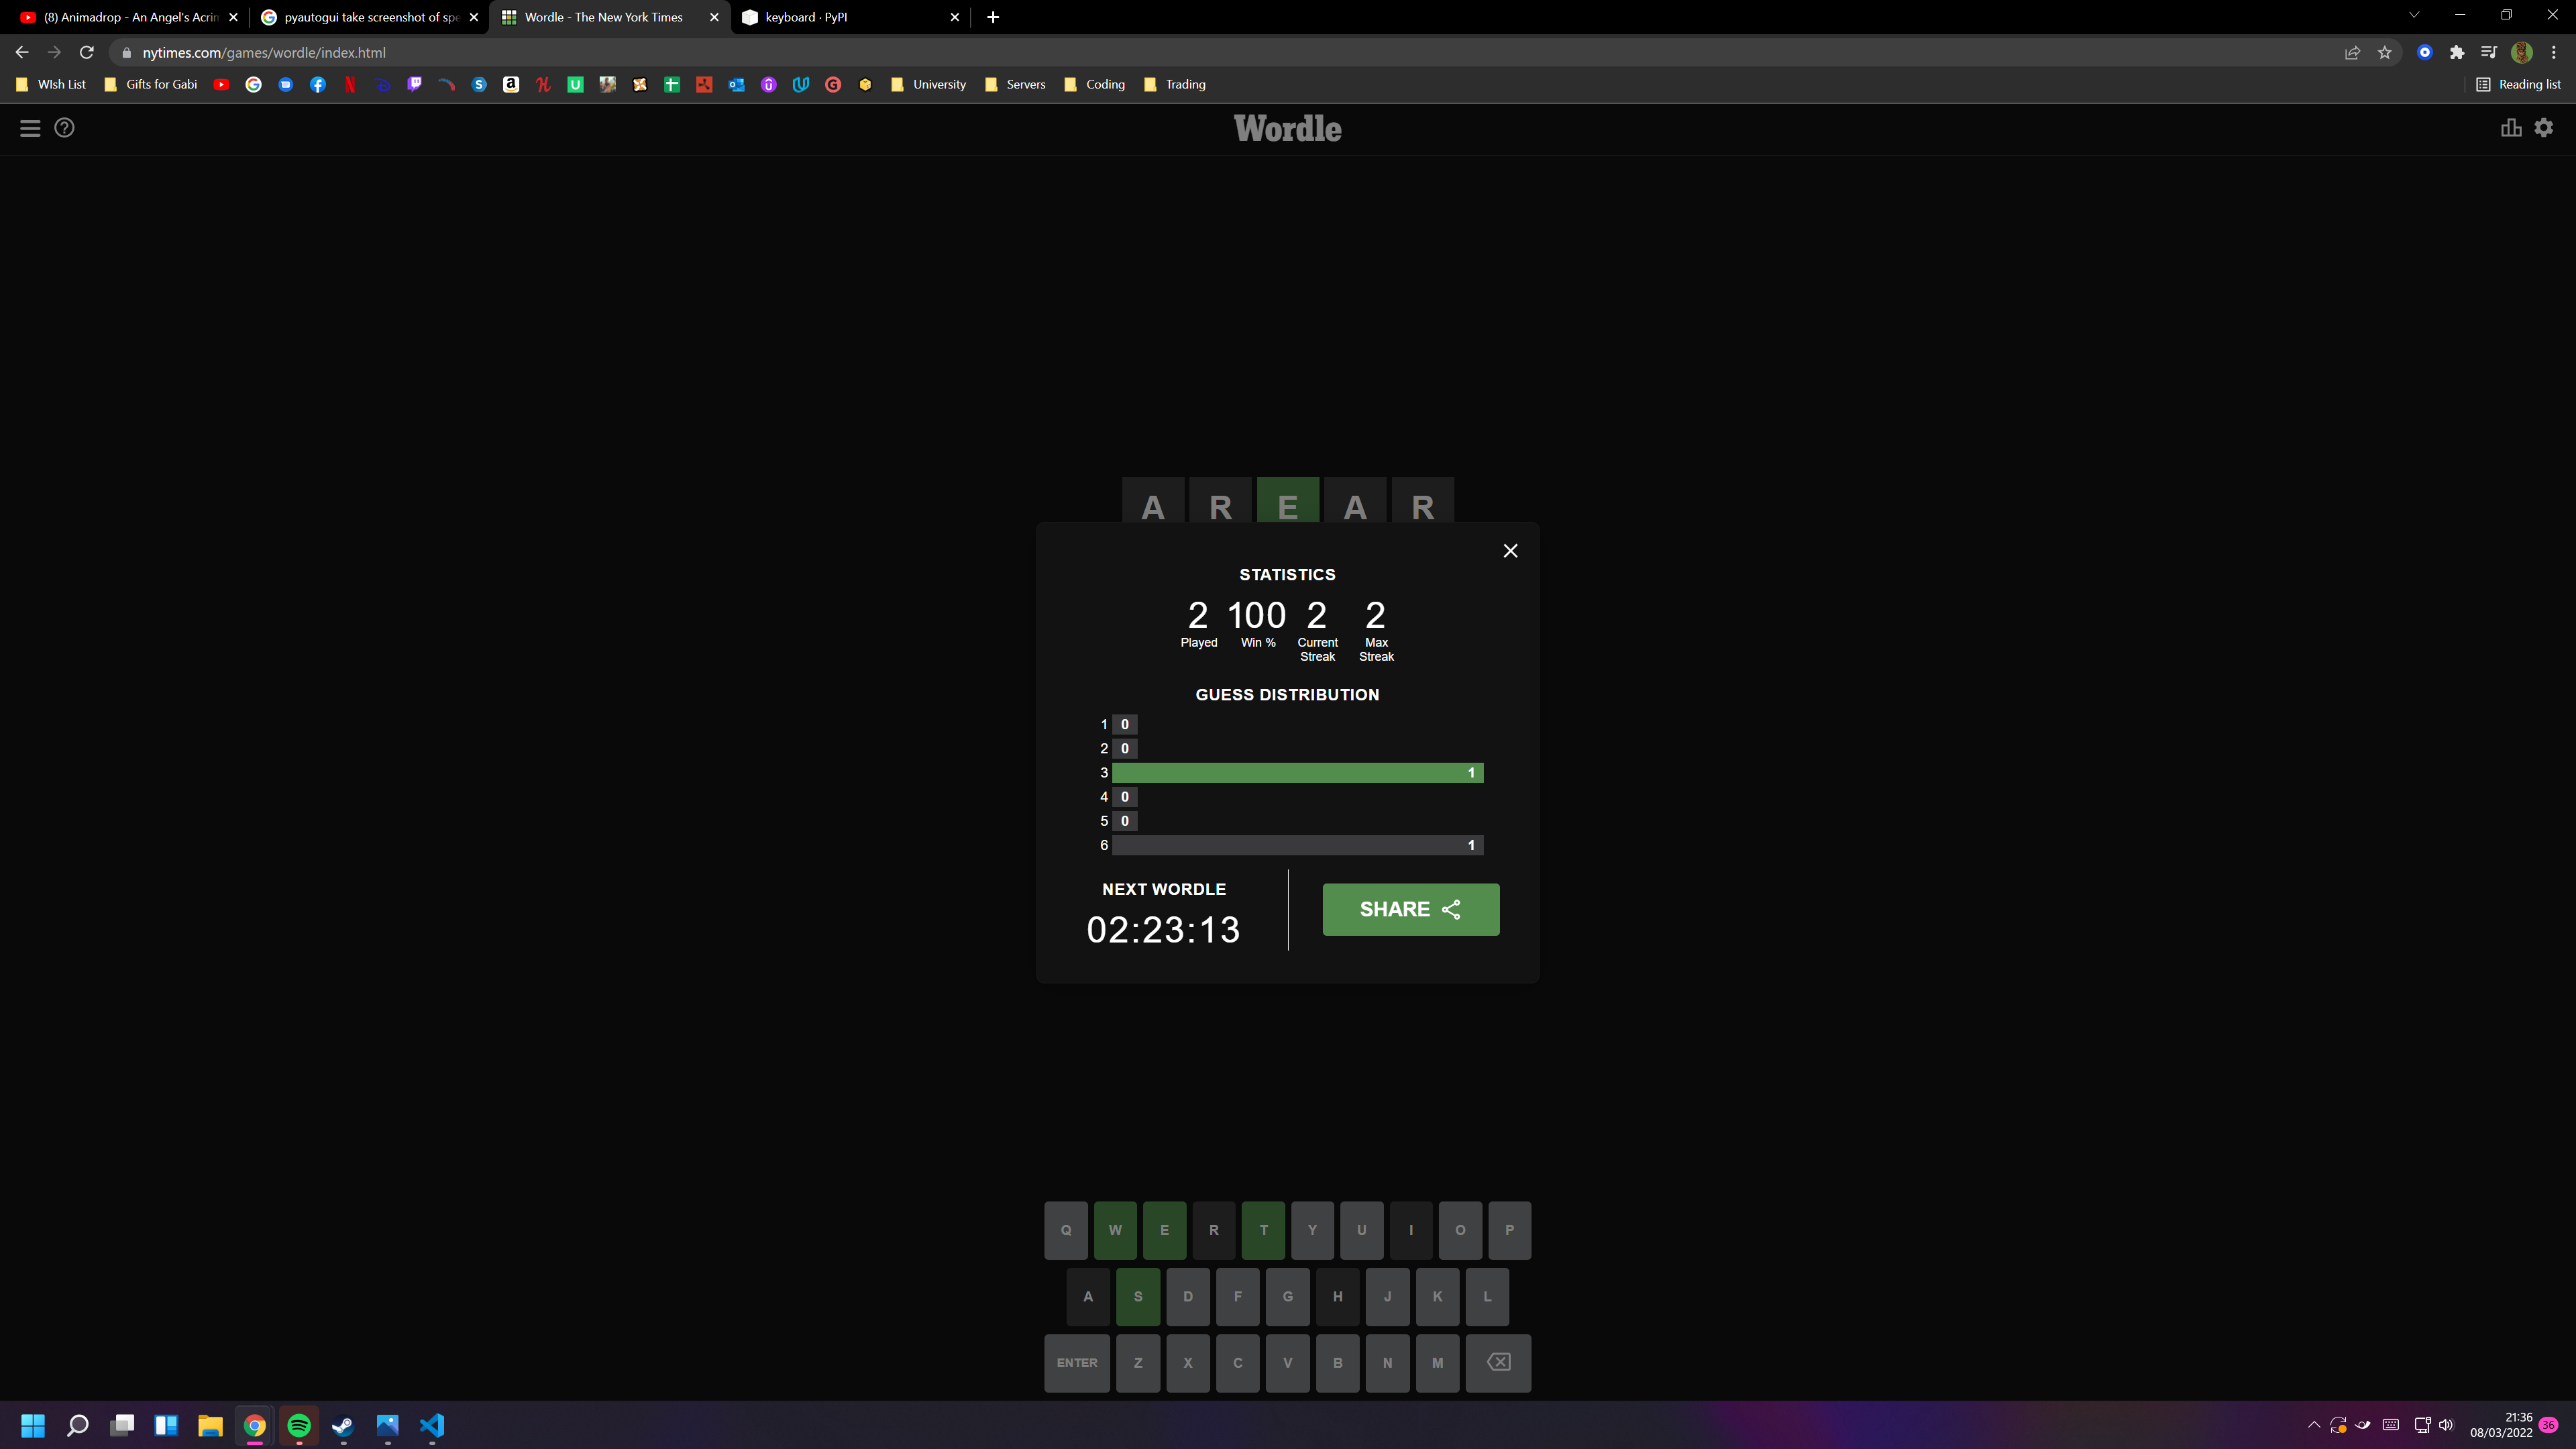 (8) Animadrop - An Angel's Acrin
pyautogui take screenshot of spe
Wordle - The New York Times
keyboard · PyPI
nytimes.com/games/wordle/index.html
WIsh List
Gifts for Gabi
University
Servers
Coding
Trading
Reading list
Wordle
A R E A R
STATISTICS
2 100 2 2
Played Win % Current Streak Max Streak
GUESS DISTRIBUTION
1 0
2 0
3 1
4 0
5 0
6 1
NEXT WORDLE
02:23:13
SHARE
Q W E R T Y U I O P
A S D F G H J K L
ENTER Z X C V B N M
21:36
08/03/2022
36